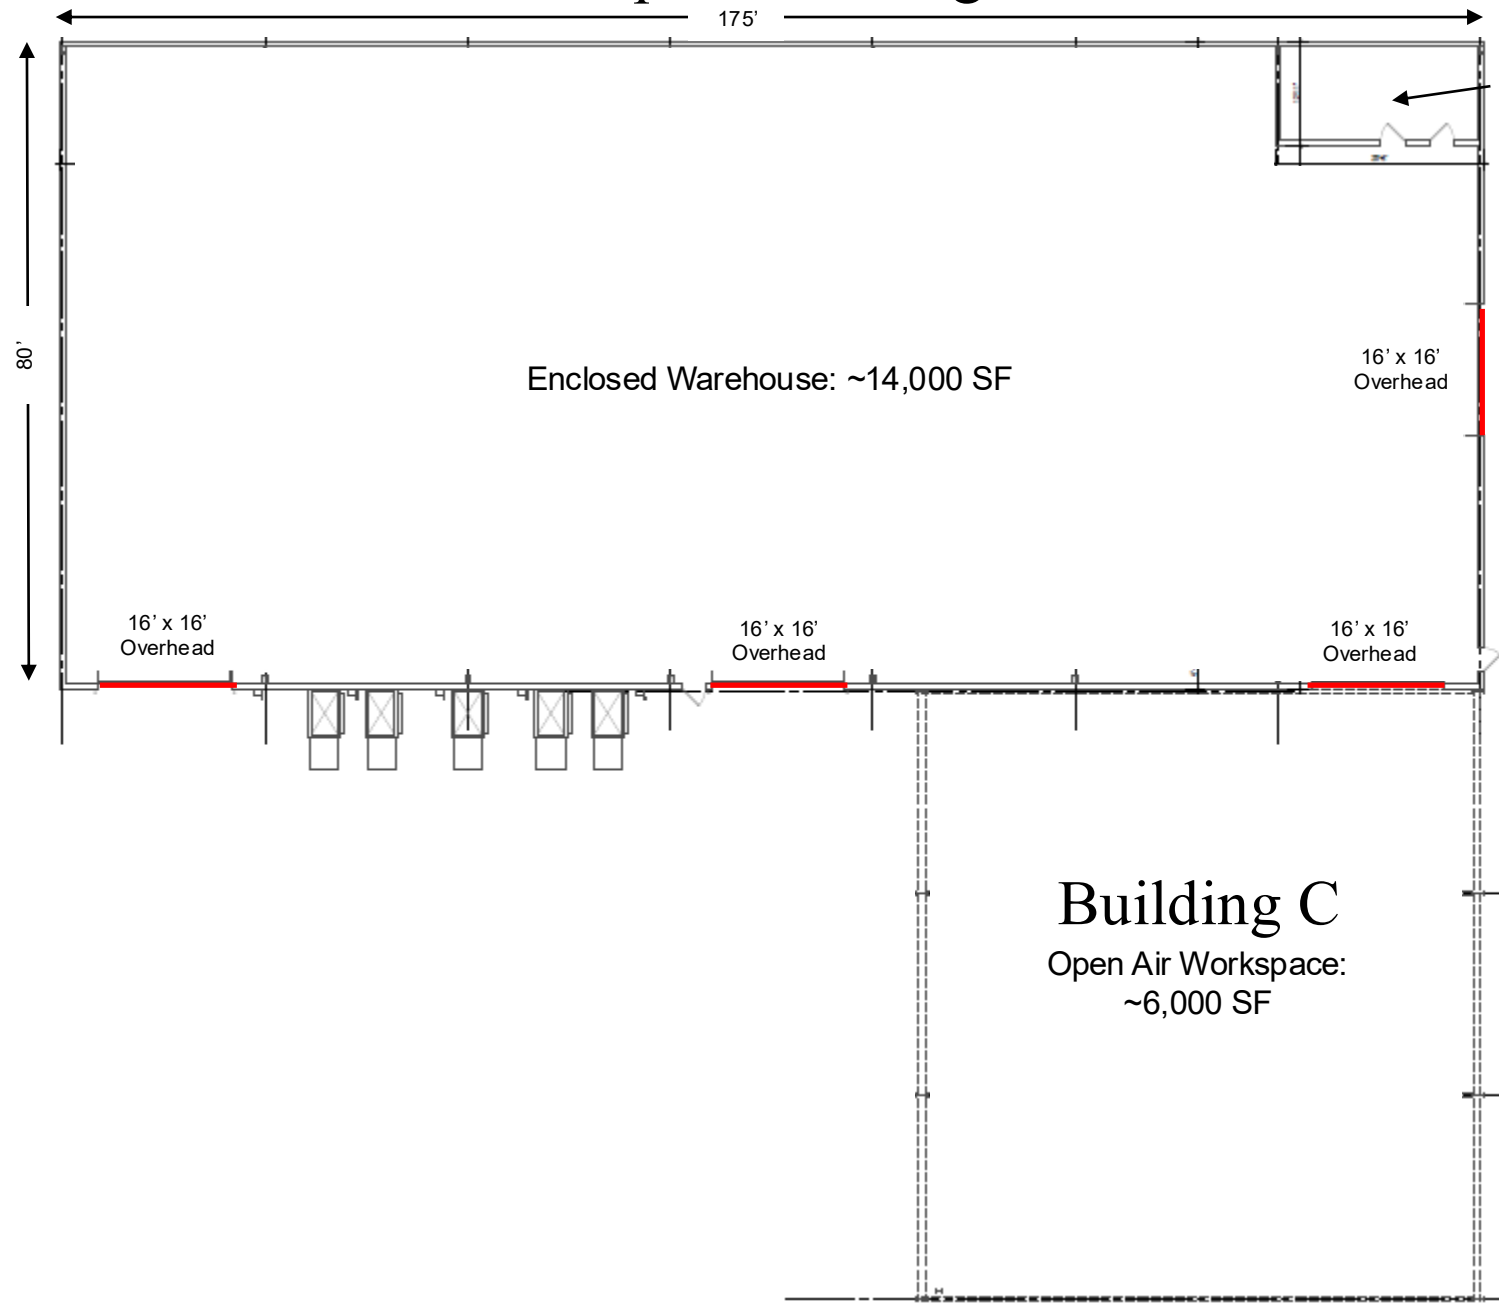 175’
80’
Enclosed Warehouse: ~14,000 SF
16’ x 16’
Overhead
16’ x 16’
Overhead
16’ x 16’
Overhead
16’ x 16’
Overhead
Building C
Open Air Workspace:
~6,000 SF